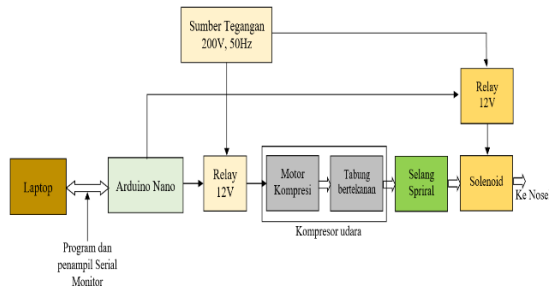 Sumber Tegangan
200V, 50Hz
Relay
12V
Laptop
Arduino Nano
Relay
12V
Motor
Kompresi
Tabung
bertekanan
Selang
Spriral
Solenoid
Ke Nose
Kompresor udara
Program dan
penampil Serial
Monitor